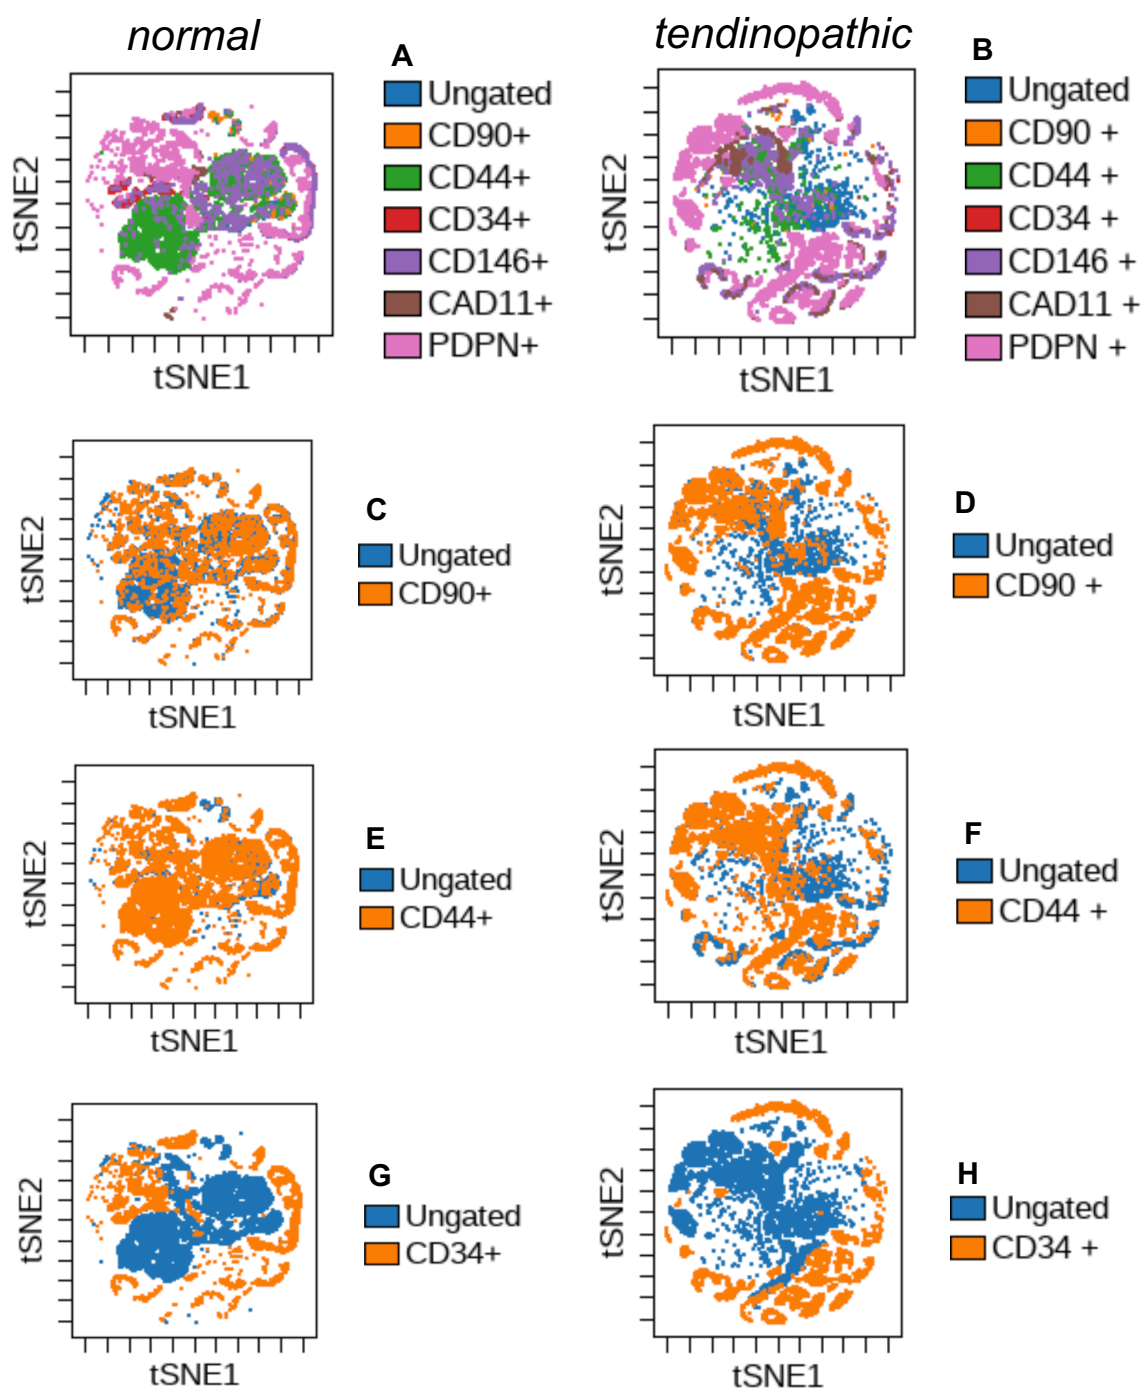 normal
tendinopathic
A
Ungated
CD90+
CD44+
CD34+
CD146+
CAD11+
PDPN+
tSNE2
tSNE1
B
Ungated
CD90 +
CD44 +
CD34 +
CD146 +
CAD11 +
PDPN +
tSNE2
tSNE1
C
Ungated
CD90+
tSNE2
tSNE1
D
Ungated
CD90 +
tSNE2
tSNE1
E
Ungated
CD44+
tSNE2
tSNE1
F
Ungated
CD44 +
tSNE2
tSNE1
G
Ungated
CD34+
tSNE2
tSNE1
H
Ungated
CD34 +
tSNE2
tSNE1